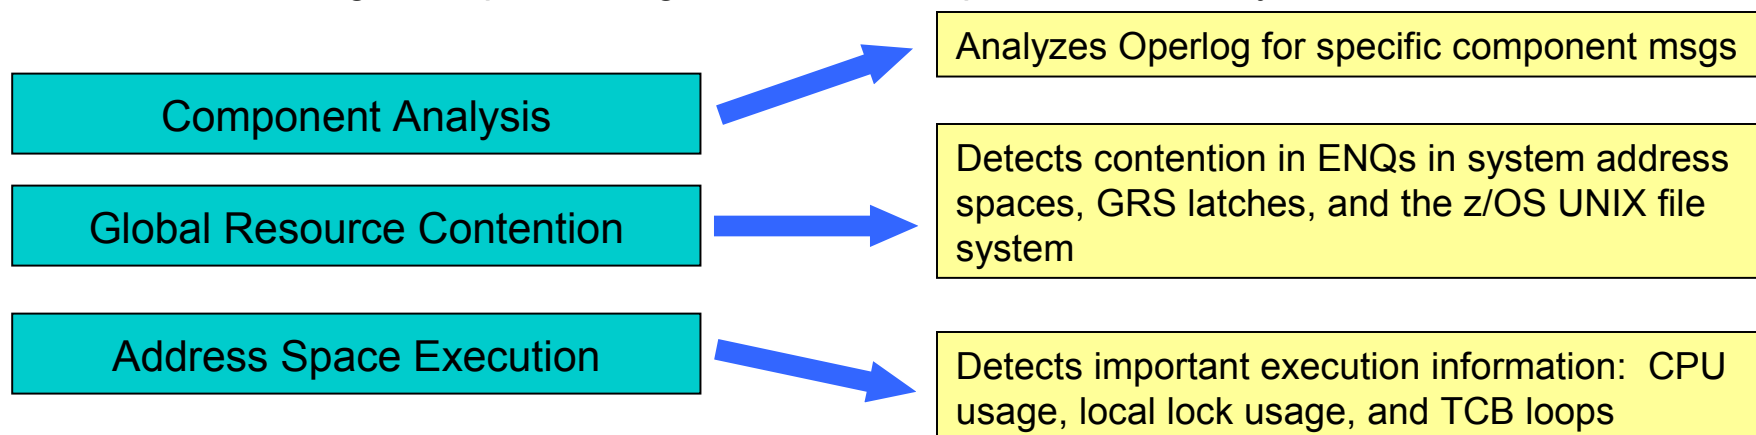 Component Analysis
Analyzes Operlog for specific component msgs
Global Resource Contention
Detects contention in ENQs in system address
spaces, GRS latches, and the z/OS UNIX file
system
Address Space Execution
Detects important execution information: CPU
usage, local lock usage, and TCB loops